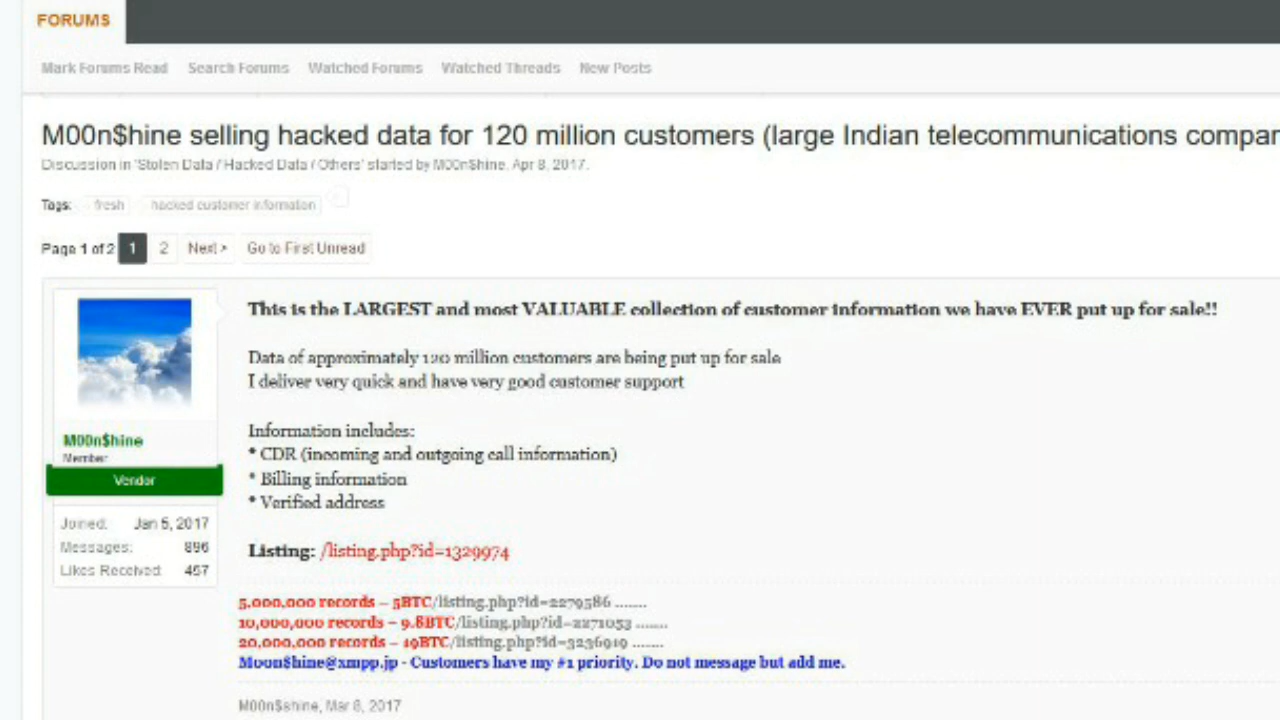 FORUMS
Mark Forums Read Search Forums Watched Forums Watched Threads New Posts
M00n$hine selling hacked data for 120 million customers (large Indian telecommunications compar
Discussion in 'Stolen Data / Hacked Data / Others' started by M00n$hine, Apr 8, 2017.
Tags: fresh hacked customer information
Page 1 of 2 1 2 Next > Go to First Unread
This is the LARGEST and most VALUABLE collection of customer information we have EVER put up for sale!!
Data of approximately 120 million customers are being put up for sale
I deliver very quick and have very good customer support
Information includes:
* CDR (incoming and outgoing call information)
* Billing information
* Verified address
Listing: /listing.php?id=1329974
M00n$hine
Member
Vendor
Joined: Jan 5, 2017
Messages: 896
Likes Received: 457
5,000,000 records – 5BTC/listing.php?id=2279586 .......
10,000,000 records – 9.8BTC/listing.php?id=2271053 .......
20,000,000 records – 19BTC/listing.php?id=3236919 .......
Moon$hine@xmpp.jp - Customers have my #1 priority. Do not message but add me.
M00n$shine, Mar 8, 2017